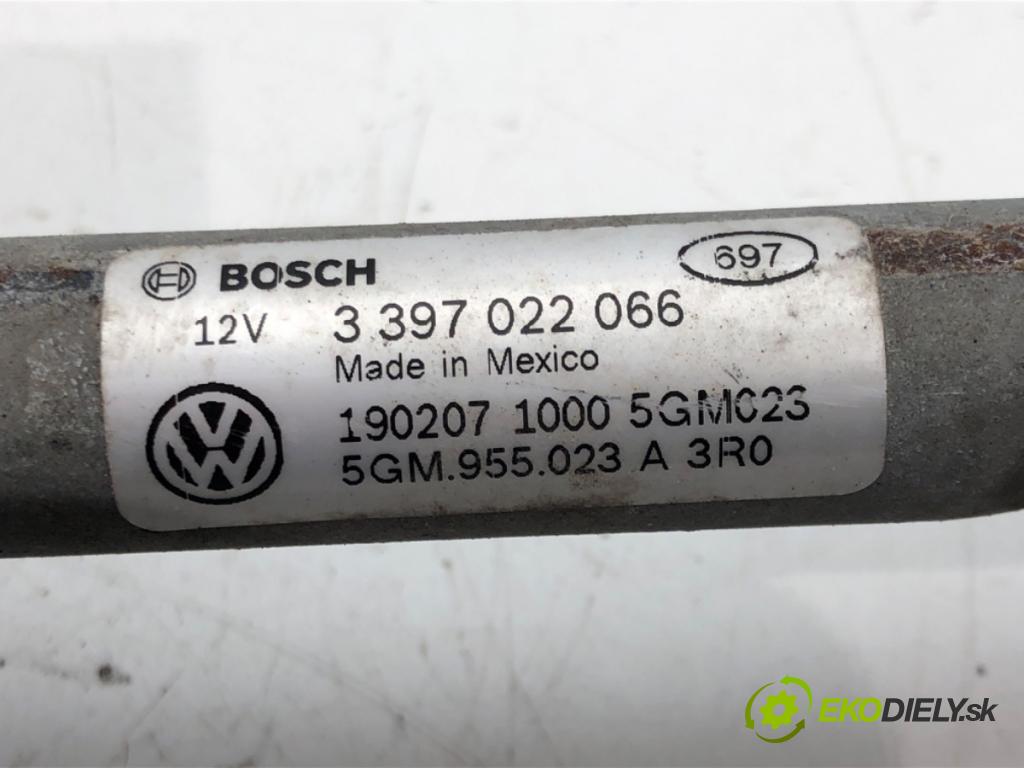 BOSCH 697
12V 3 397 022 066
Made in Mexico
190207 1000 5GM023
5GM.955.023 A 3R0
EKODIELY.sk